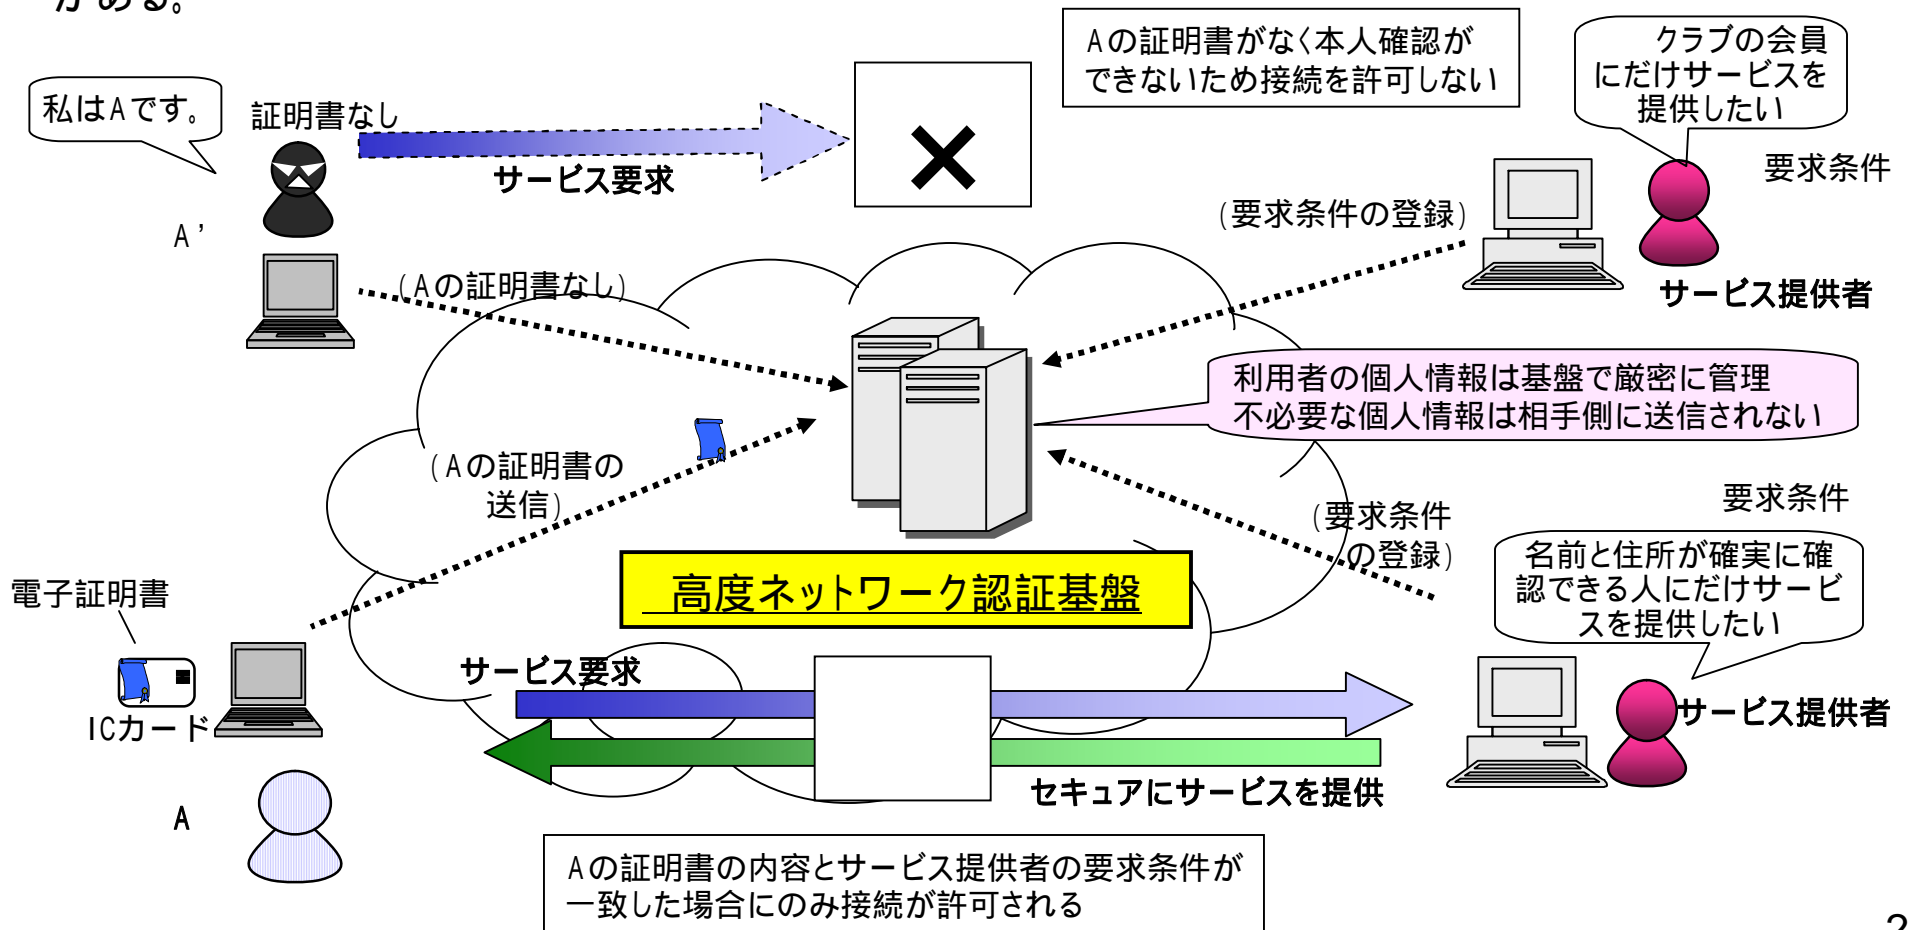 がある。
Aの証明書がなく本人確認が
できないため接続を許可しない
クラブの会員
にだけサービスを
提供したい
私はAです。
証明書なし
サービス要求
要求条件
A’
(要求条件の登録)
(Aの証明書なし)
サービス提供者
利用者の個人情報は基盤で厳密に管理
不必要な個人情報は相手側に送信されない
(Aの証明書の
送信)
(要求条件
の登録)
要求条件
名前と住所が確実に確
認できる人にだけサービ
スを提供したい
高度ネットワーク認証基盤
電子証明書
ICカード
サービス要求
サービス提供者
セキュアにサービスを提供
A
Aの証明書の内容とサービス提供者の要求条件が
一致した場合にのみ接続が許可される
2